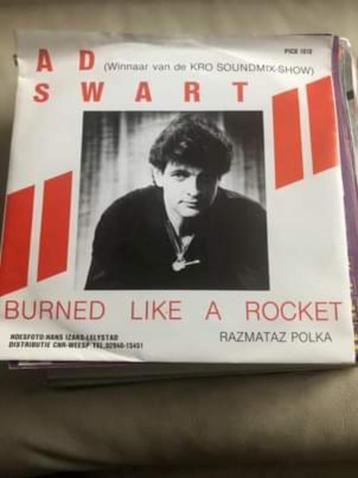 PICB 1010
AD (Winnaar van de KRO SOUNDMIX-SHOW)
SWART
BURNED LIKE A ROCKET
HOESFOTO:HANS IZAKS-LELYSTAD
DISTRIBUTIE CNR-WEESP TEL.02940-15451
RAZMATAZ POLKA